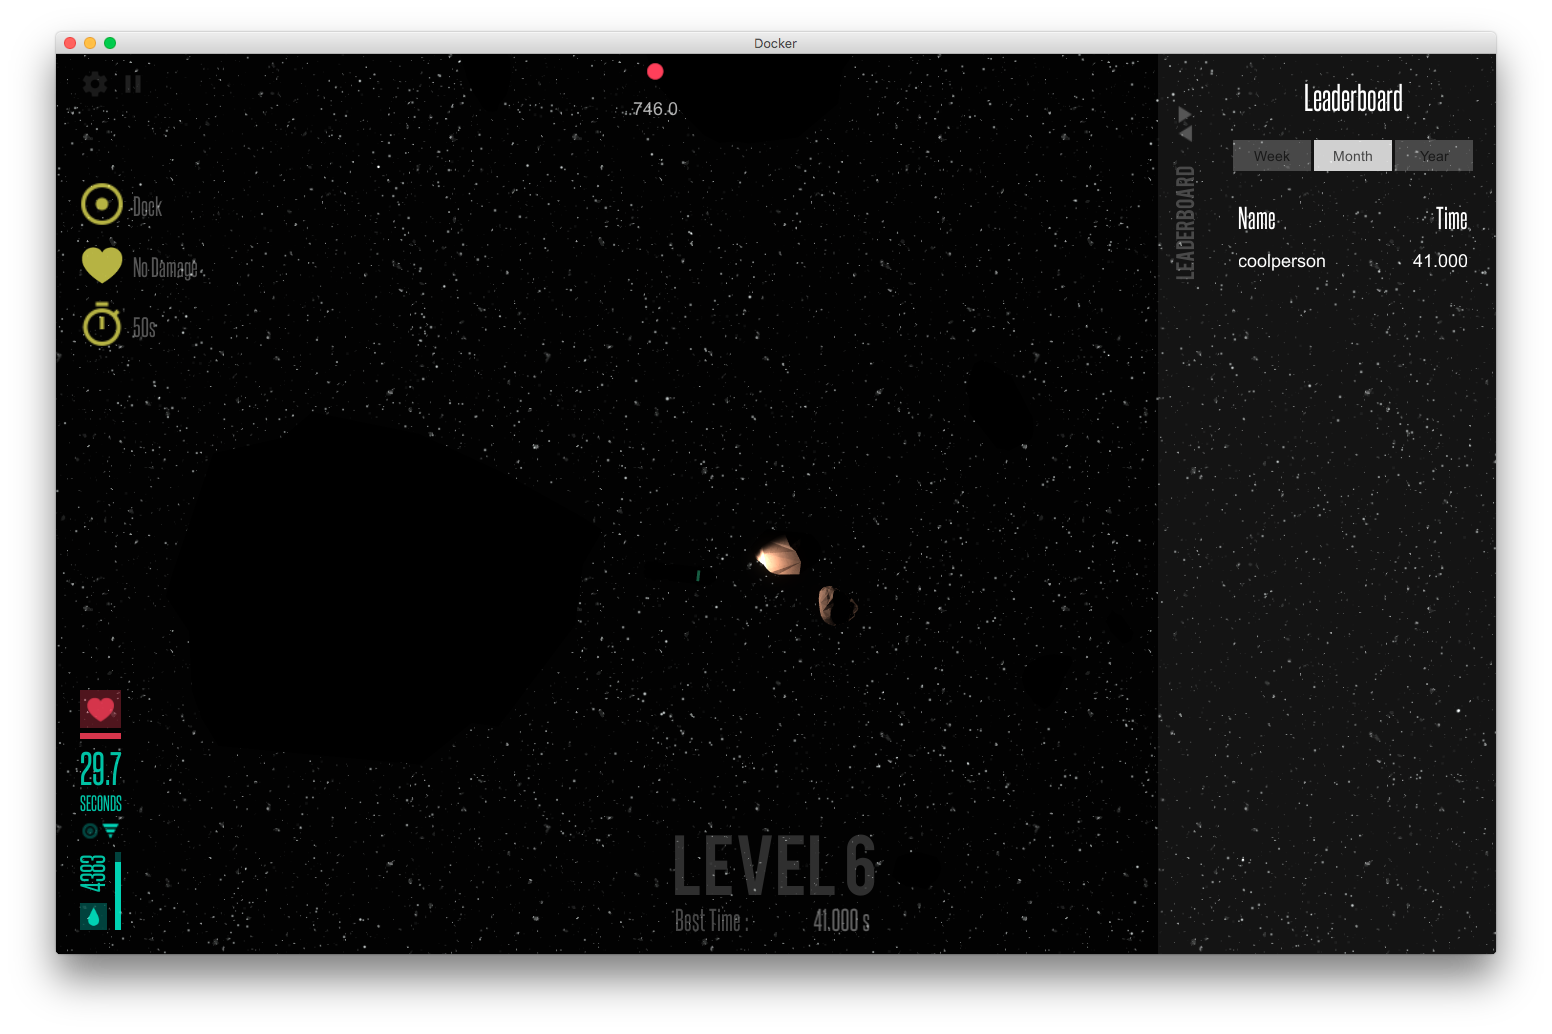 Docker
746.0
Dock
No Damage
50s
29.7
SECONDS
4383
LEVEL 6
Best Time : 41.000 s
LEADERBOARD
Leaderboard
Week Month Year
Name Time
coolperson 41.000